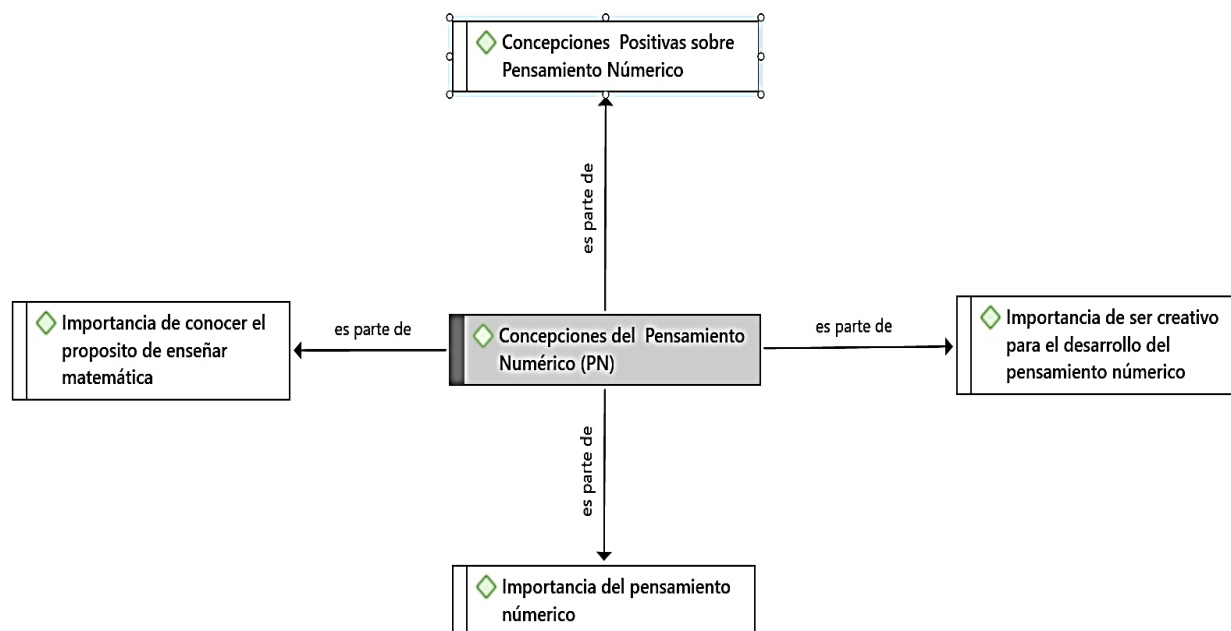 Concepciones Positivas sobre
Pensamiento Númerico
es parte de
Importancia de conocer el
proposito de enseñar
matemática
es parte de
Concepciones del Pensamiento
Numérico (PN)
es parte de
Importancia de ser creativo
para el desarrollo del
pensamiento númerico
es parte de
Importancia del pensamiento
númerico